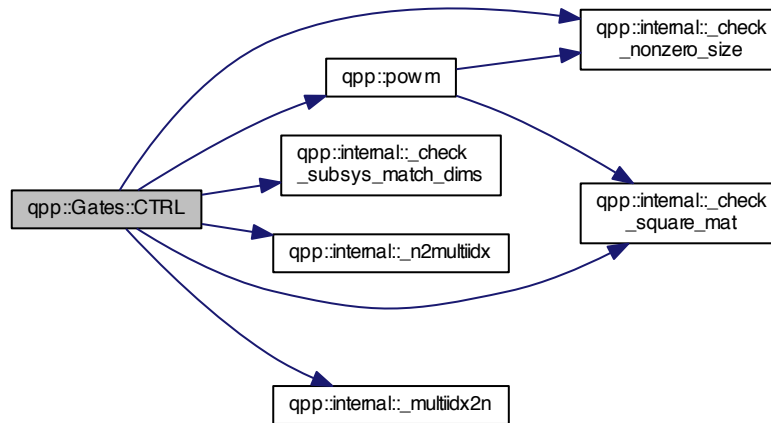 qpp::internal::_check
_nonzero_size
qpp::powm
qpp::internal::_check
_subsys_match_dims
qpp::Gates::CTRL
qpp::internal::_check
_square_mat
qpp::internal::_n2multiidx
qpp::internal::_multiidx2n